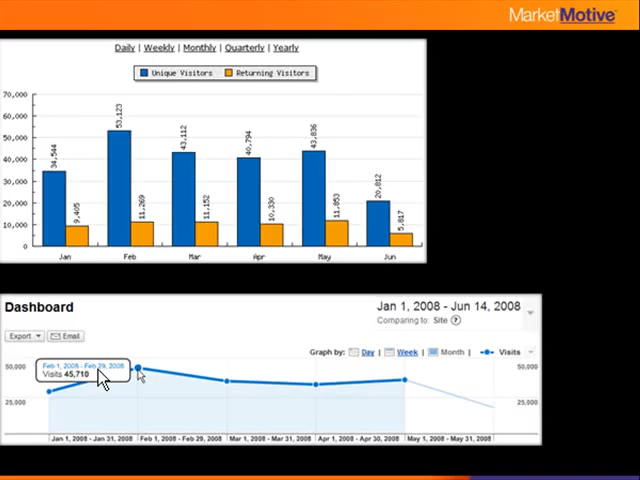 MarketMotive
Daily | Weekly | Monthly | Quarterly | Yearly
Unique Visitors Returning Visitors
70,000
60,000
50,000
40,000
30,000
20,000
10,000
0
34,544 9,405 53,123 11,269 43,112 11,152 40,794 10,330 43,836 11,853 20,812 5,817
Jan Feb Mar Apr May Jun
Dashboard
Jan 1, 2008 - Jun 14, 2008
Comparing to: Site ?
Export Email
Graph by: Day | Week | Month | Visits
Feb 1, 2008 - Feb 29, 2008
Visits 45,710
50,000 50,000
25,000 25,000
Jan 1, 2008 - Jan 31, 2008 Feb 1, 2008 - Feb 29, 2008 Mar 1, 2008 - Mar 31, 2008 Apr 1, 2008 - Apr 30, 2008 May 1, 2008 - May 31, 2008